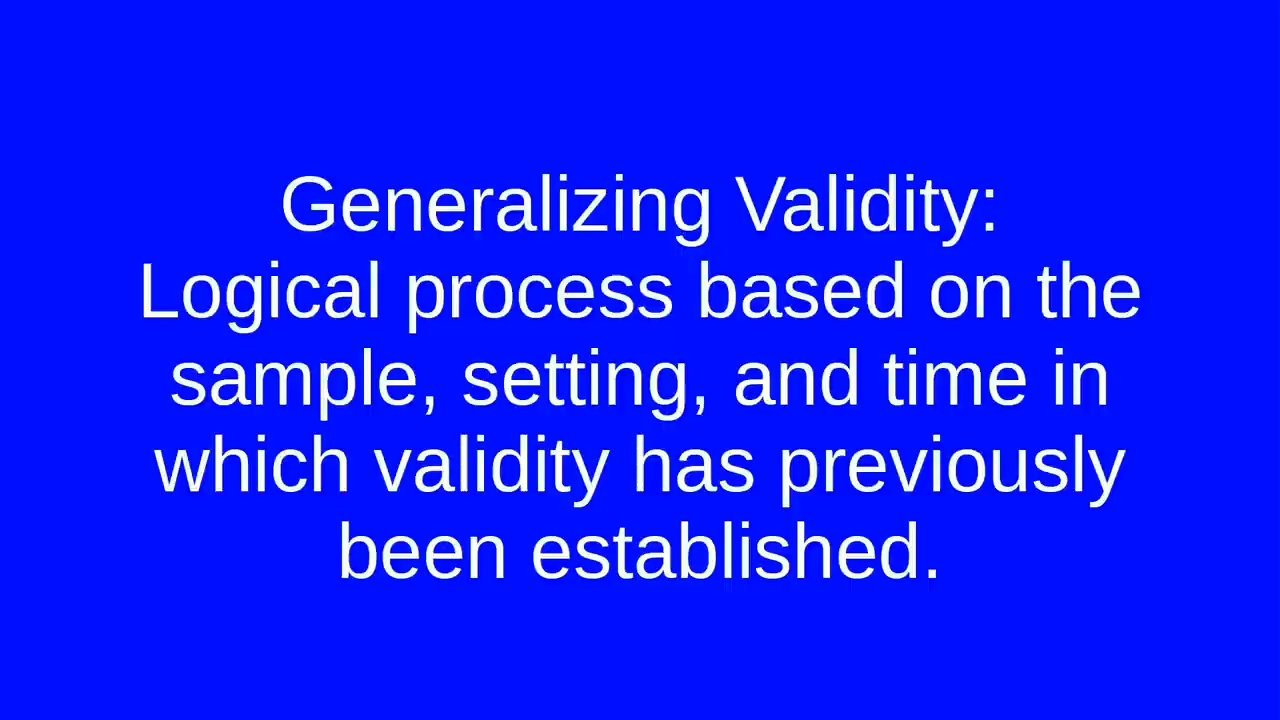 Generalizing Validity:
Logical process based on the
sample, setting, and time in
which validity has previously
been established.